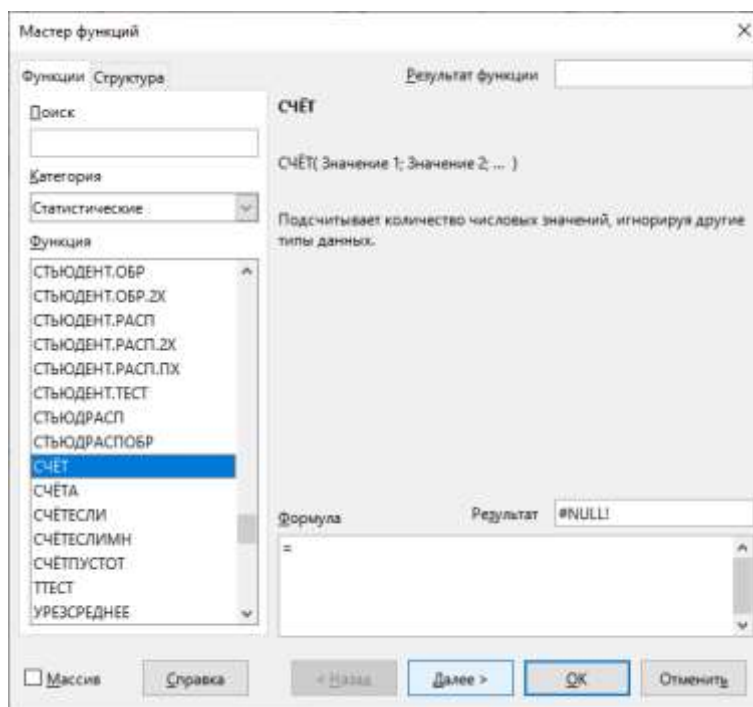 Мастер функций
Функции Структура
Результат функции
Поиск
СЧЁТ
СЧЁТ( Значение 1; Значение 2; ... )
Категория
Статистические
Подсчитывает количество числовых значений, игнорируя другие
типы данных.
Функция
СТЬЮДЕНТ.ОБР
СТЬЮДЕНТ.ОБР.2Х
СТЬЮДЕНТ.РАСП
СТЬЮДЕНТ.РАСП.2Х
СТЬЮДЕНТ.РАСП.ПХ
СТЬЮДЕНТ.ТЕСТ
СТЬЮДРАСП
СТЬЮДРАСПОБР
СЧЁТ
СЧЁТА
СЧЁТЕСЛИ
СЧЁТЕСЛИМН
СЧЁТПУСТОТ
ТТЕСТ
УРЕЗСРЕДНЕЕ
Формула
Результат #NULL!
=
Массив
Справка
< Назад
Далее >
OK
Отменить